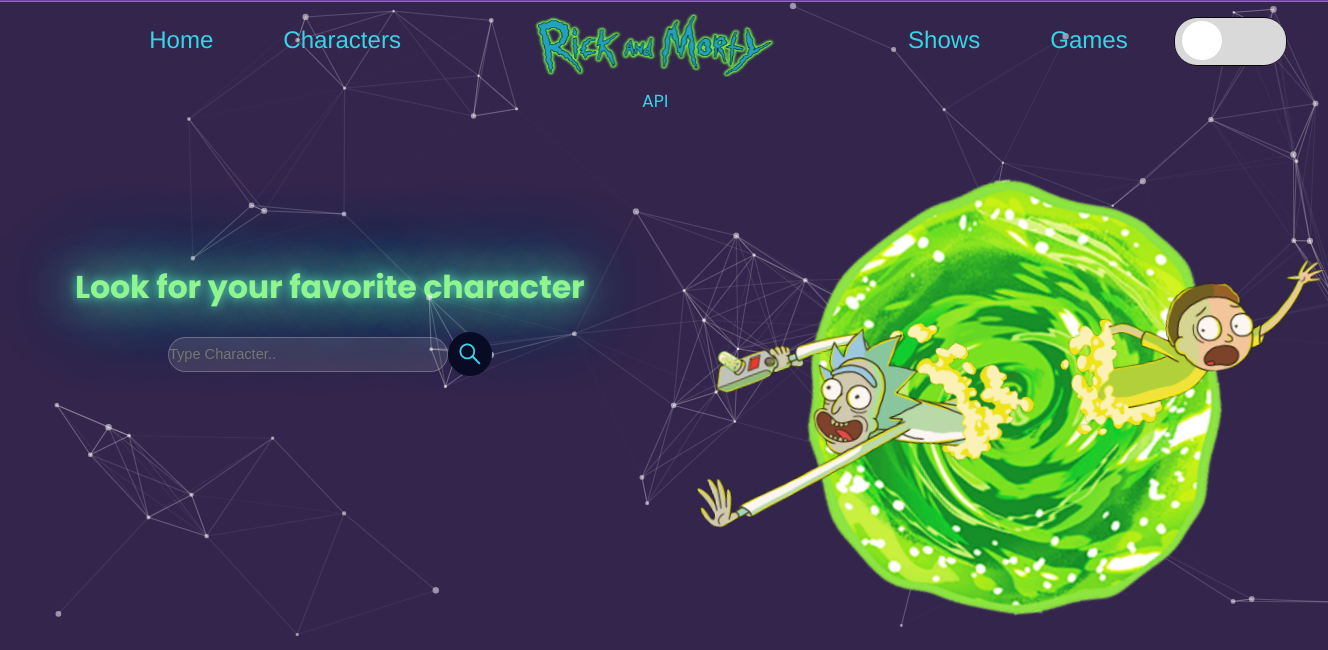 Home
Characters
Rick and Morty
API
Shows
Games
Look for your favorite character
Type Character..